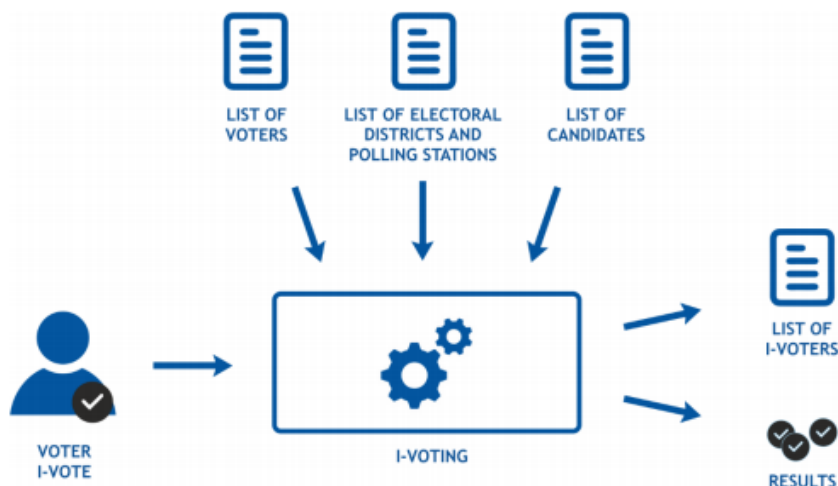 LIST OF
VOTERS
LIST OF ELECTORAL
DISTRICTS AND
POLLING STATIONS
LIST OF
CANDIDATES
LIST OF
I-VOTERS
VOTER
I-VOTE
I-VOTING
RESULTS